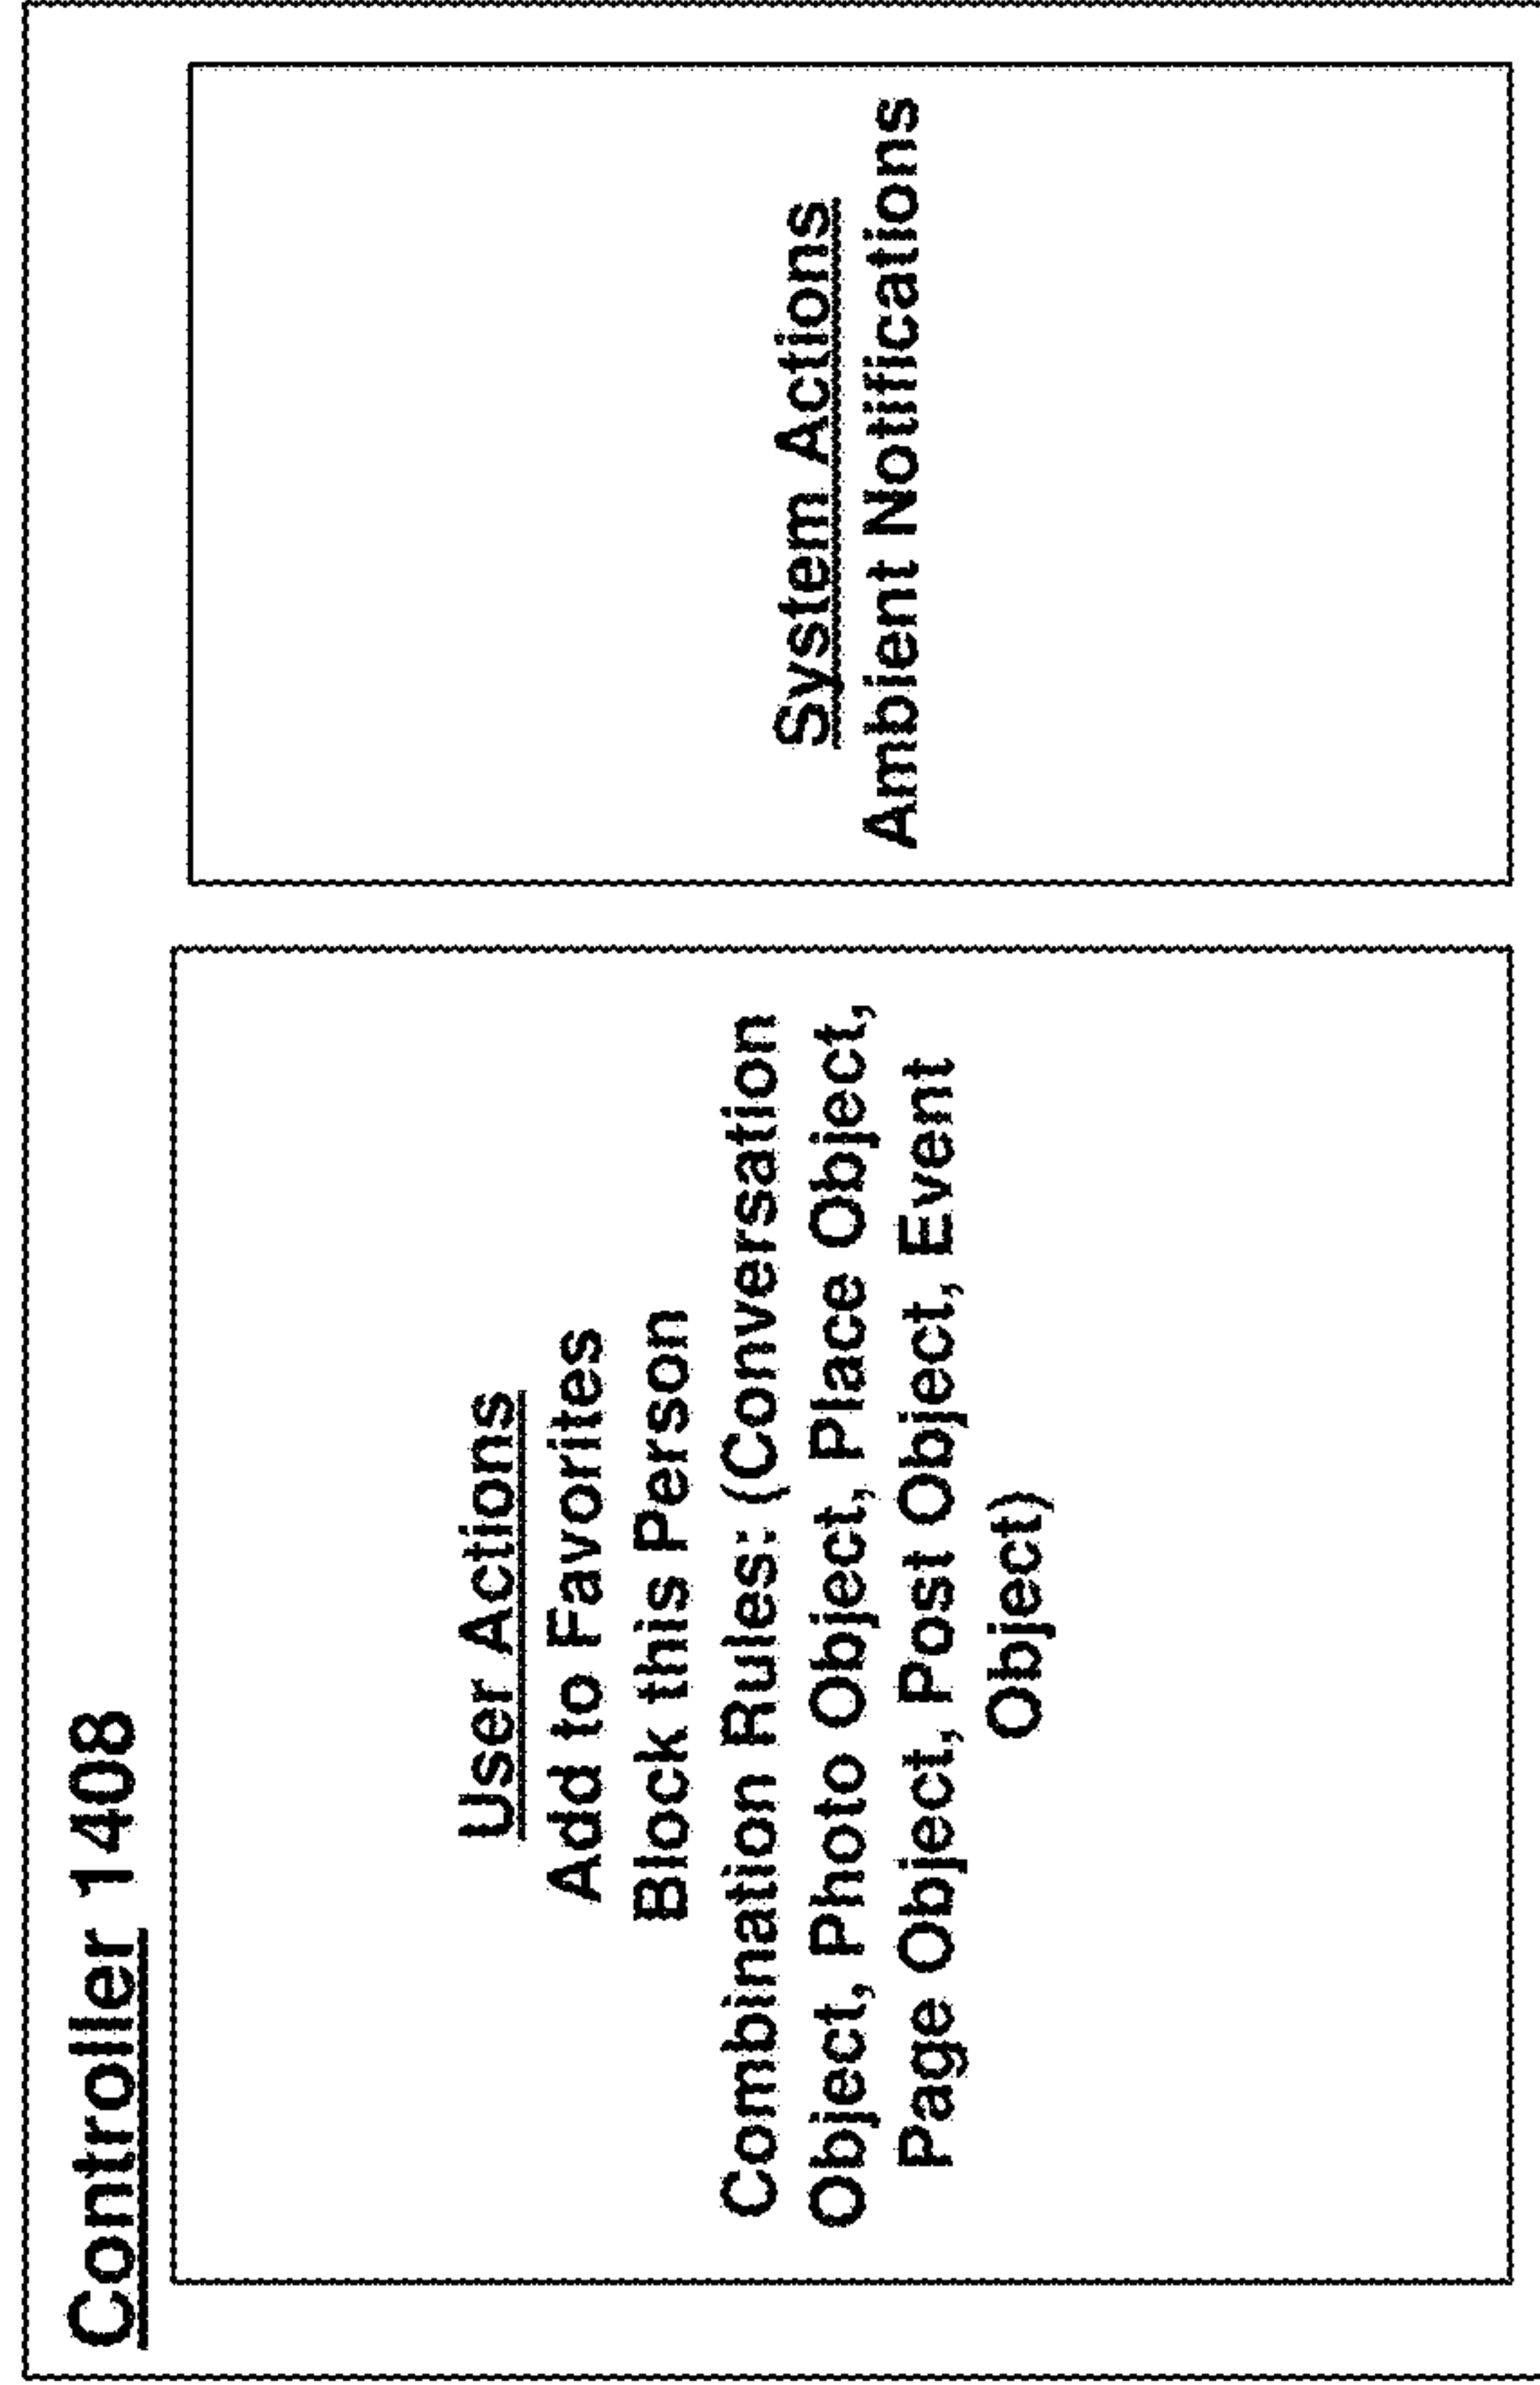 Controller 1408
User Actions
Add to Favorites
Block this Person
Combination Rules: (Conversation
Object, Photo Object, Place Object,
Page Object, Post Object, Event
Object)
System Actions
Ambient Notifications